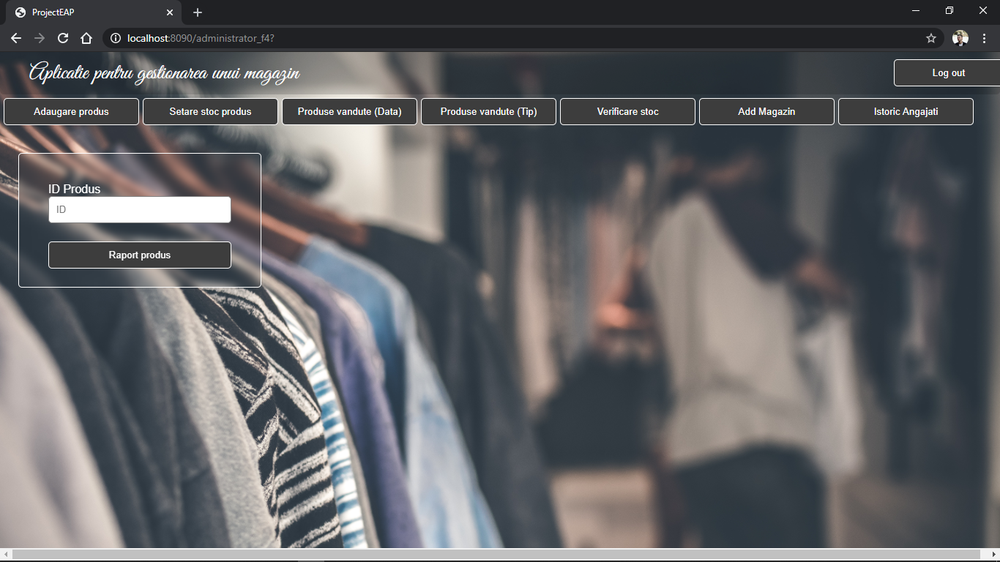 ProjectEAP
localhost:8090/administrator_f4?
Aplicatie pentru gestionarea unui magazin
Log out
Adaugare produs
Setare stoc produs
Produse vandute (Data)
Produse vandute (Tip)
Verificare stoc
Add Magazin
Istoric Angajati
ID Produs
ID
Raport produs